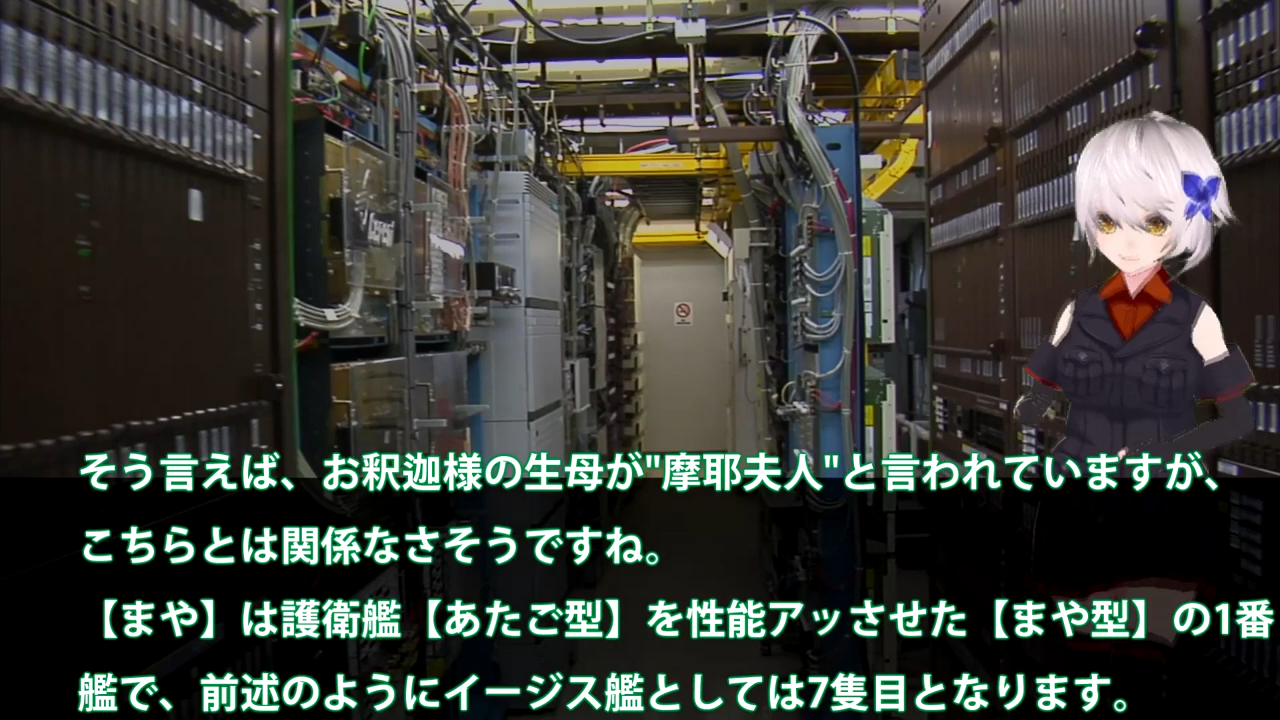 そう言えば、お釈迦様の生母が"摩耶夫人"と言われていますが、
こちらとは関係なさそうですね。
【まや】は護衛艦【あたご型】を性能アッさせた【まや型】の1番
艦で、前述のようにイージス艦としては7隻目となります。